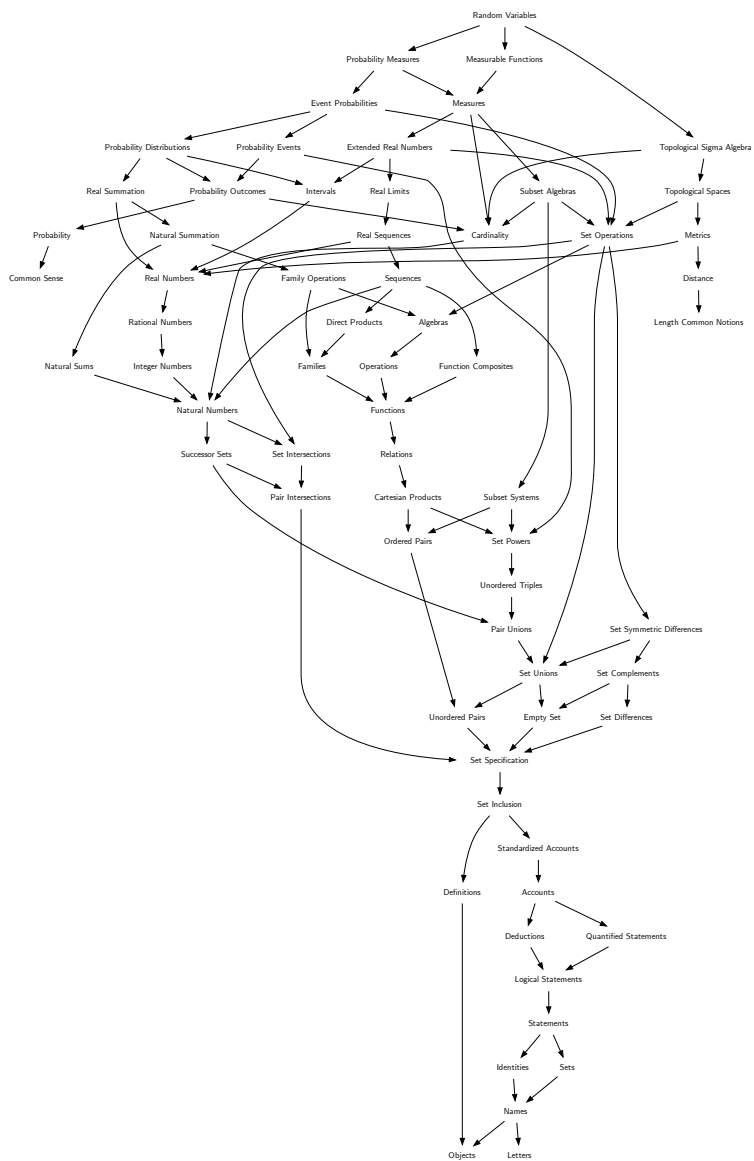 Random Variables
Probability Measures
Measurable Functions
Event Probabilities
Measures
Probability Distributions
Probability Events
Extended Real Numbers
Topological Sigma Algebra
Real Summation
Probability Outcomes
Intervals
Real Limits
Subset Algebras
Topological Spaces
Probability
Natural Summation
Real Sequences
Cardinality
Set Operations
Metrics
Common Sense
Real Numbers
Family Operations
Sequences
Distance
Rational Numbers
Direct Products
Algebras
Length Common Notions
Natural Sums
Integer Numbers
Families
Operations
Function Composites
Natural Numbers
Functions
Successor Sets
Set Intersections
Relations
Pair Intersections
Cartesian Products
Subset Systems
Ordered Pairs
Set Powers
Unordered Triples
Pair Unions
Set Symmetric Differences
Set Unions
Set Complements
Unordered Pairs
Empty Set
Set Differences
Set Specification
Set Inclusion
Standardized Accounts
Definitions
Accounts
Deductions
Quantified Statements
Logical Statements
Statements
Identities
Sets
Names
Objects
Letters